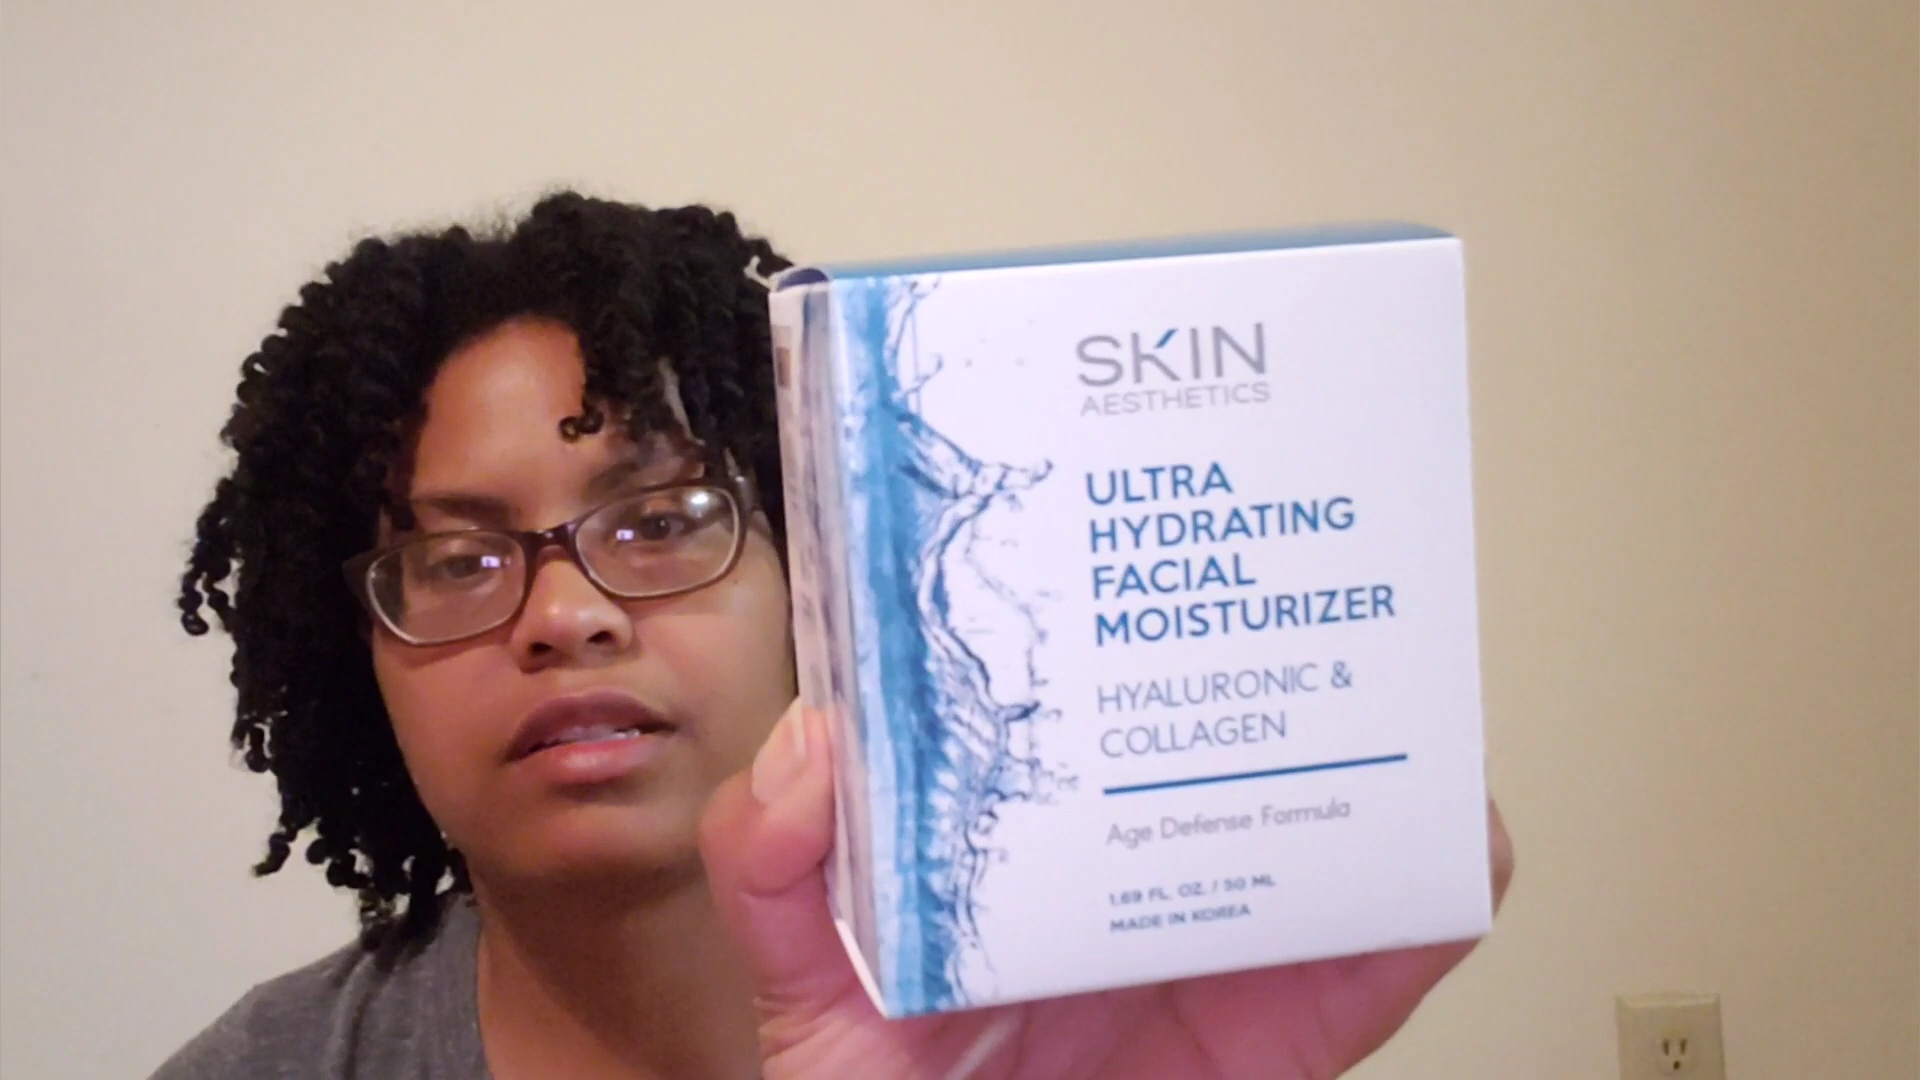 SKIN
AESTHETICS
ULTRA
HYDRATING
FACIAL
MOISTURIZER
HYALURONIC &
COLLAGEN
Age Defense Formula
1.69 FL. OZ. / 50 ML
MADE IN KOREA